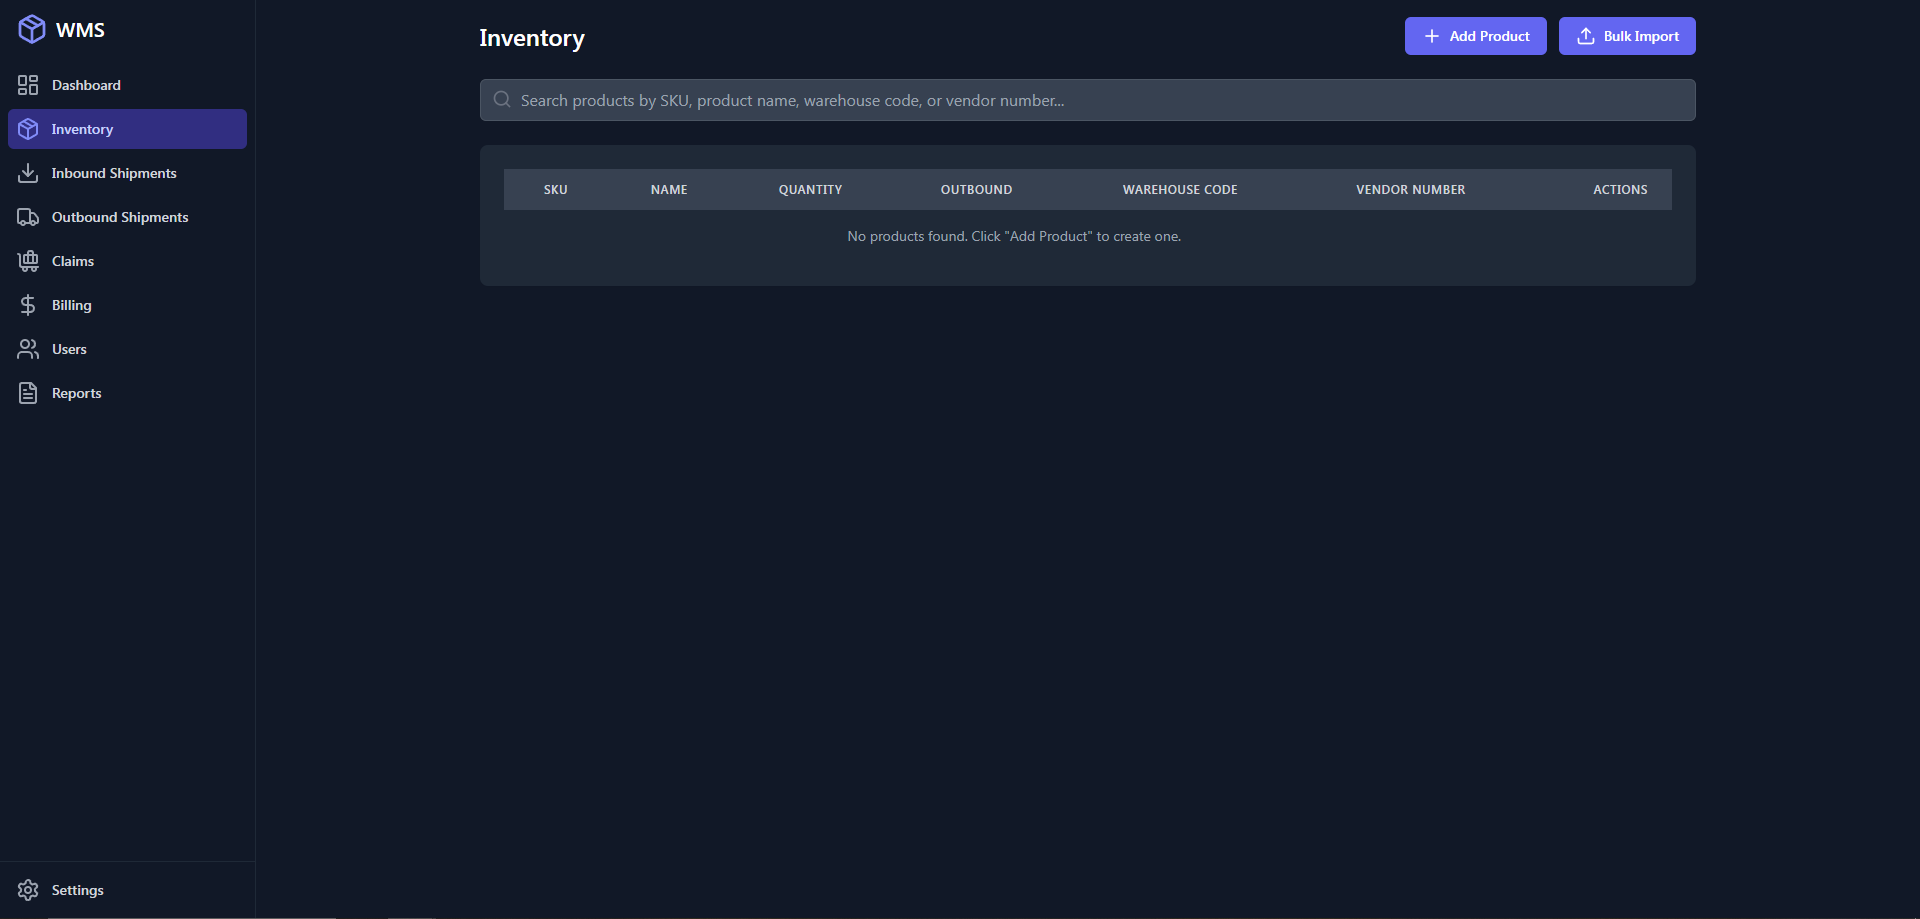 WMS
Dashboard
Inventory
Inbound Shipments
Outbound Shipments
Claims
Billing
Users
Reports
Settings
Inventory
Add Product
Bulk Import
Search products by SKU, product name, warehouse code, or vendor number...
SKU NAME QUANTITY OUTBOUND WAREHOUSE CODE VENDOR NUMBER ACTIONS
No products found. Click "Add Product" to create one.